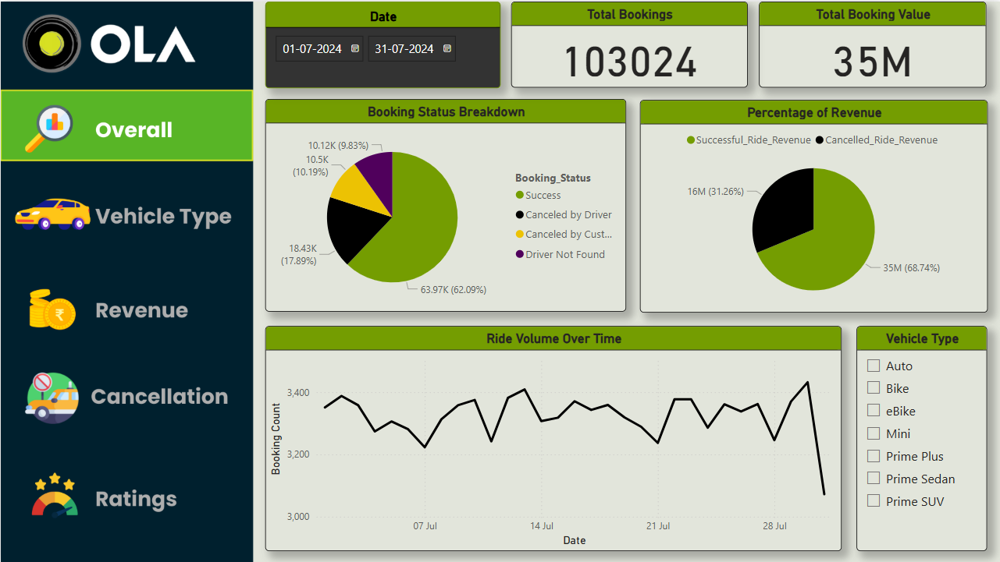 OLA
Overall
Vehicle Type
₹
Revenue
Cancellation
Ratings
Date
01-07-2024
31-07-2024
Total Bookings
103024
Total Booking Value
35M
Booking Status Breakdown
10.12K (9.83%)
10.5K
(10.19%)
18.43K
(17.89%)
63.97K (62.09%)
Booking_Status
Success
Canceled by Driver
Canceled by Cust...
Driver Not Found
Percentage of Revenue
Successful_Ride_Revenue
Cancelled_Ride_Revenue
16M (31.26%)
35M (68.74%)
Ride Volume Over Time
Booking Count
3,400
3,200
3,000
07 Jul
14 Jul
21 Jul
28 Jul
Date
Vehicle Type
Auto
Bike
eBike
Mini
Prime Plus
Prime Sedan
Prime SUV